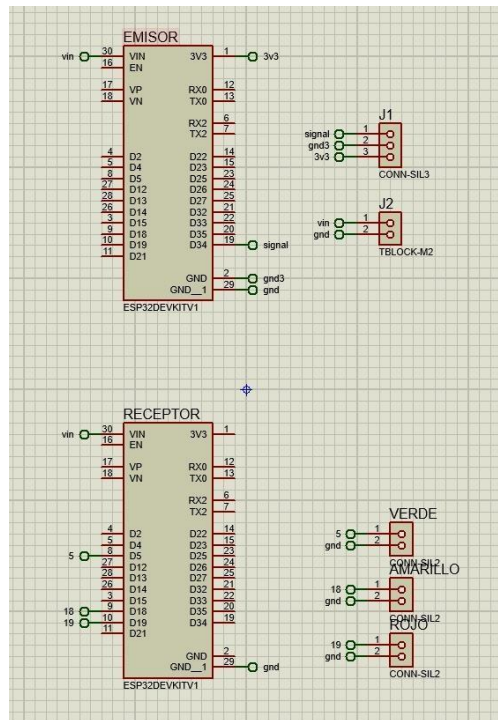 EMISOR
vin 30 VIN 3V3 1 3v3
16 EN
17 VP RX0 12
18 VN TX0 13
RX2 6
TX2 7
4 D2 D22 14
5 D4 D23 15
8 D5 D25 23
27 D12 D26 24
28 D13 D27 25
26 D14 D32 21
3 D15 D33 22
9 D18 D35 20
10 D19 D34 19 signal
11 D21
GND 2 gnd3
GND__1 29 gnd
ESP32DEVKITV1
J1
signal 1
gnd3 2
3v3 3
CONN-SIL3
J2
vin 1
gnd 2
TBLOCK-M2
RECEPTOR
vin 30 VIN 3V3 1
16 EN
17 VP RX0 12
18 VN TX0 13
RX2 6
TX2 7
4 D2 D22 14
5 D4 D23 15
5 8 D5 D25 23
27 D12 D26 24
28 D13 D27 25
26 D14 D32 21
3 D15 D33 22
18 9 D18 D35 20
19 10 D19 D34 19
11 D21
GND 2
GND__1 29 gnd
ESP32DEVKITV1
VERDE
5 1
gnd 2
CONN-SIL2
AMARILLO
18 1
gnd 2
CONN-SIL2
ROJO
19 1
gnd 2
CONN-SIL2